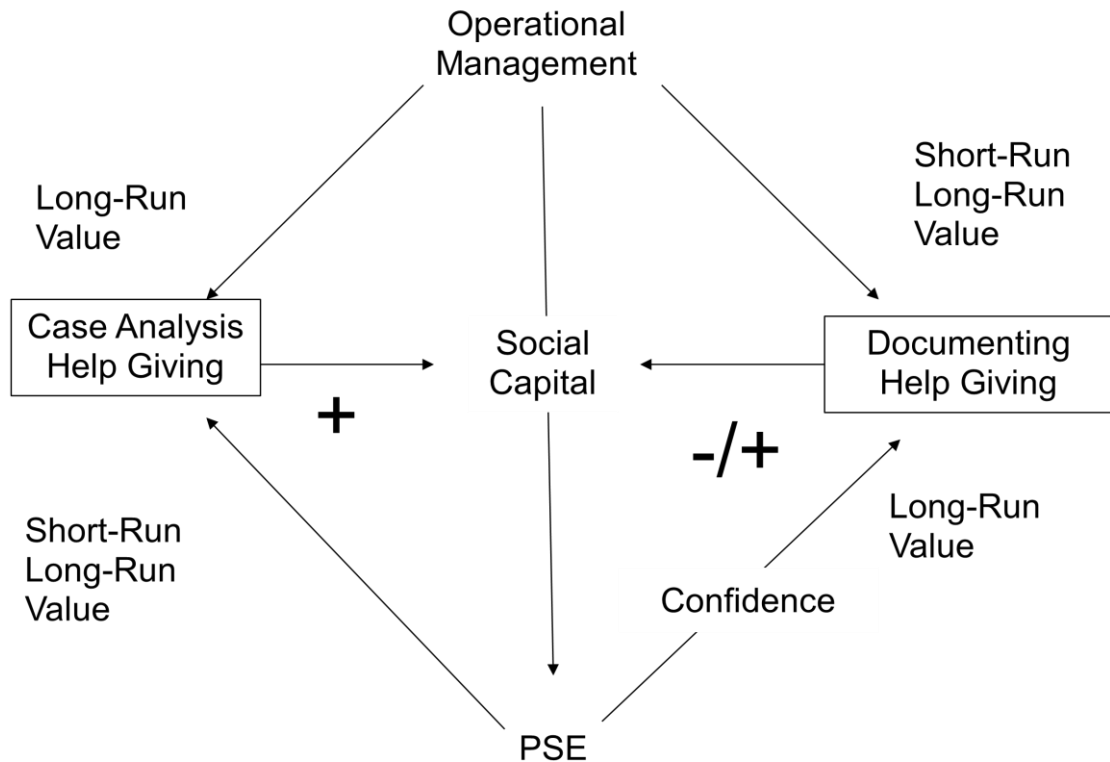 Operational
Management
Short-Run
Long-Run
Value
Long-Run
Value
Case Analysis
Help Giving
Social
Capital
Documenting
Help Giving
+
-/+
Short-Run
Long-Run
Value
Long-Run
Value
Confidence
PSE